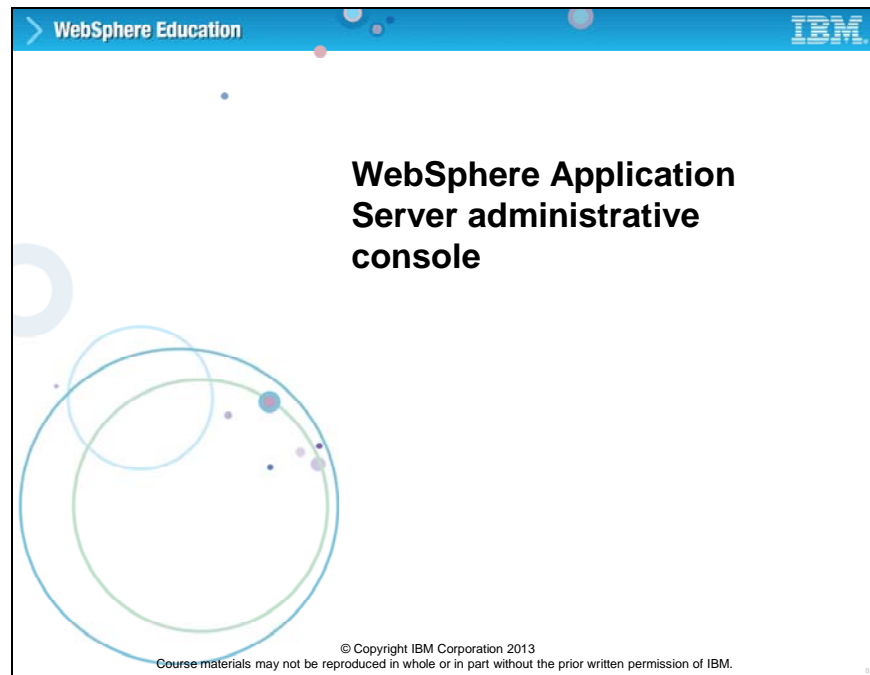 WebSphere Education
IBM.
WebSphere Application
Server administrative
console
© Copyright IBM Corporation 2013
Course materials may not be reproduced in whole or in part without the prior written permission of IBM.